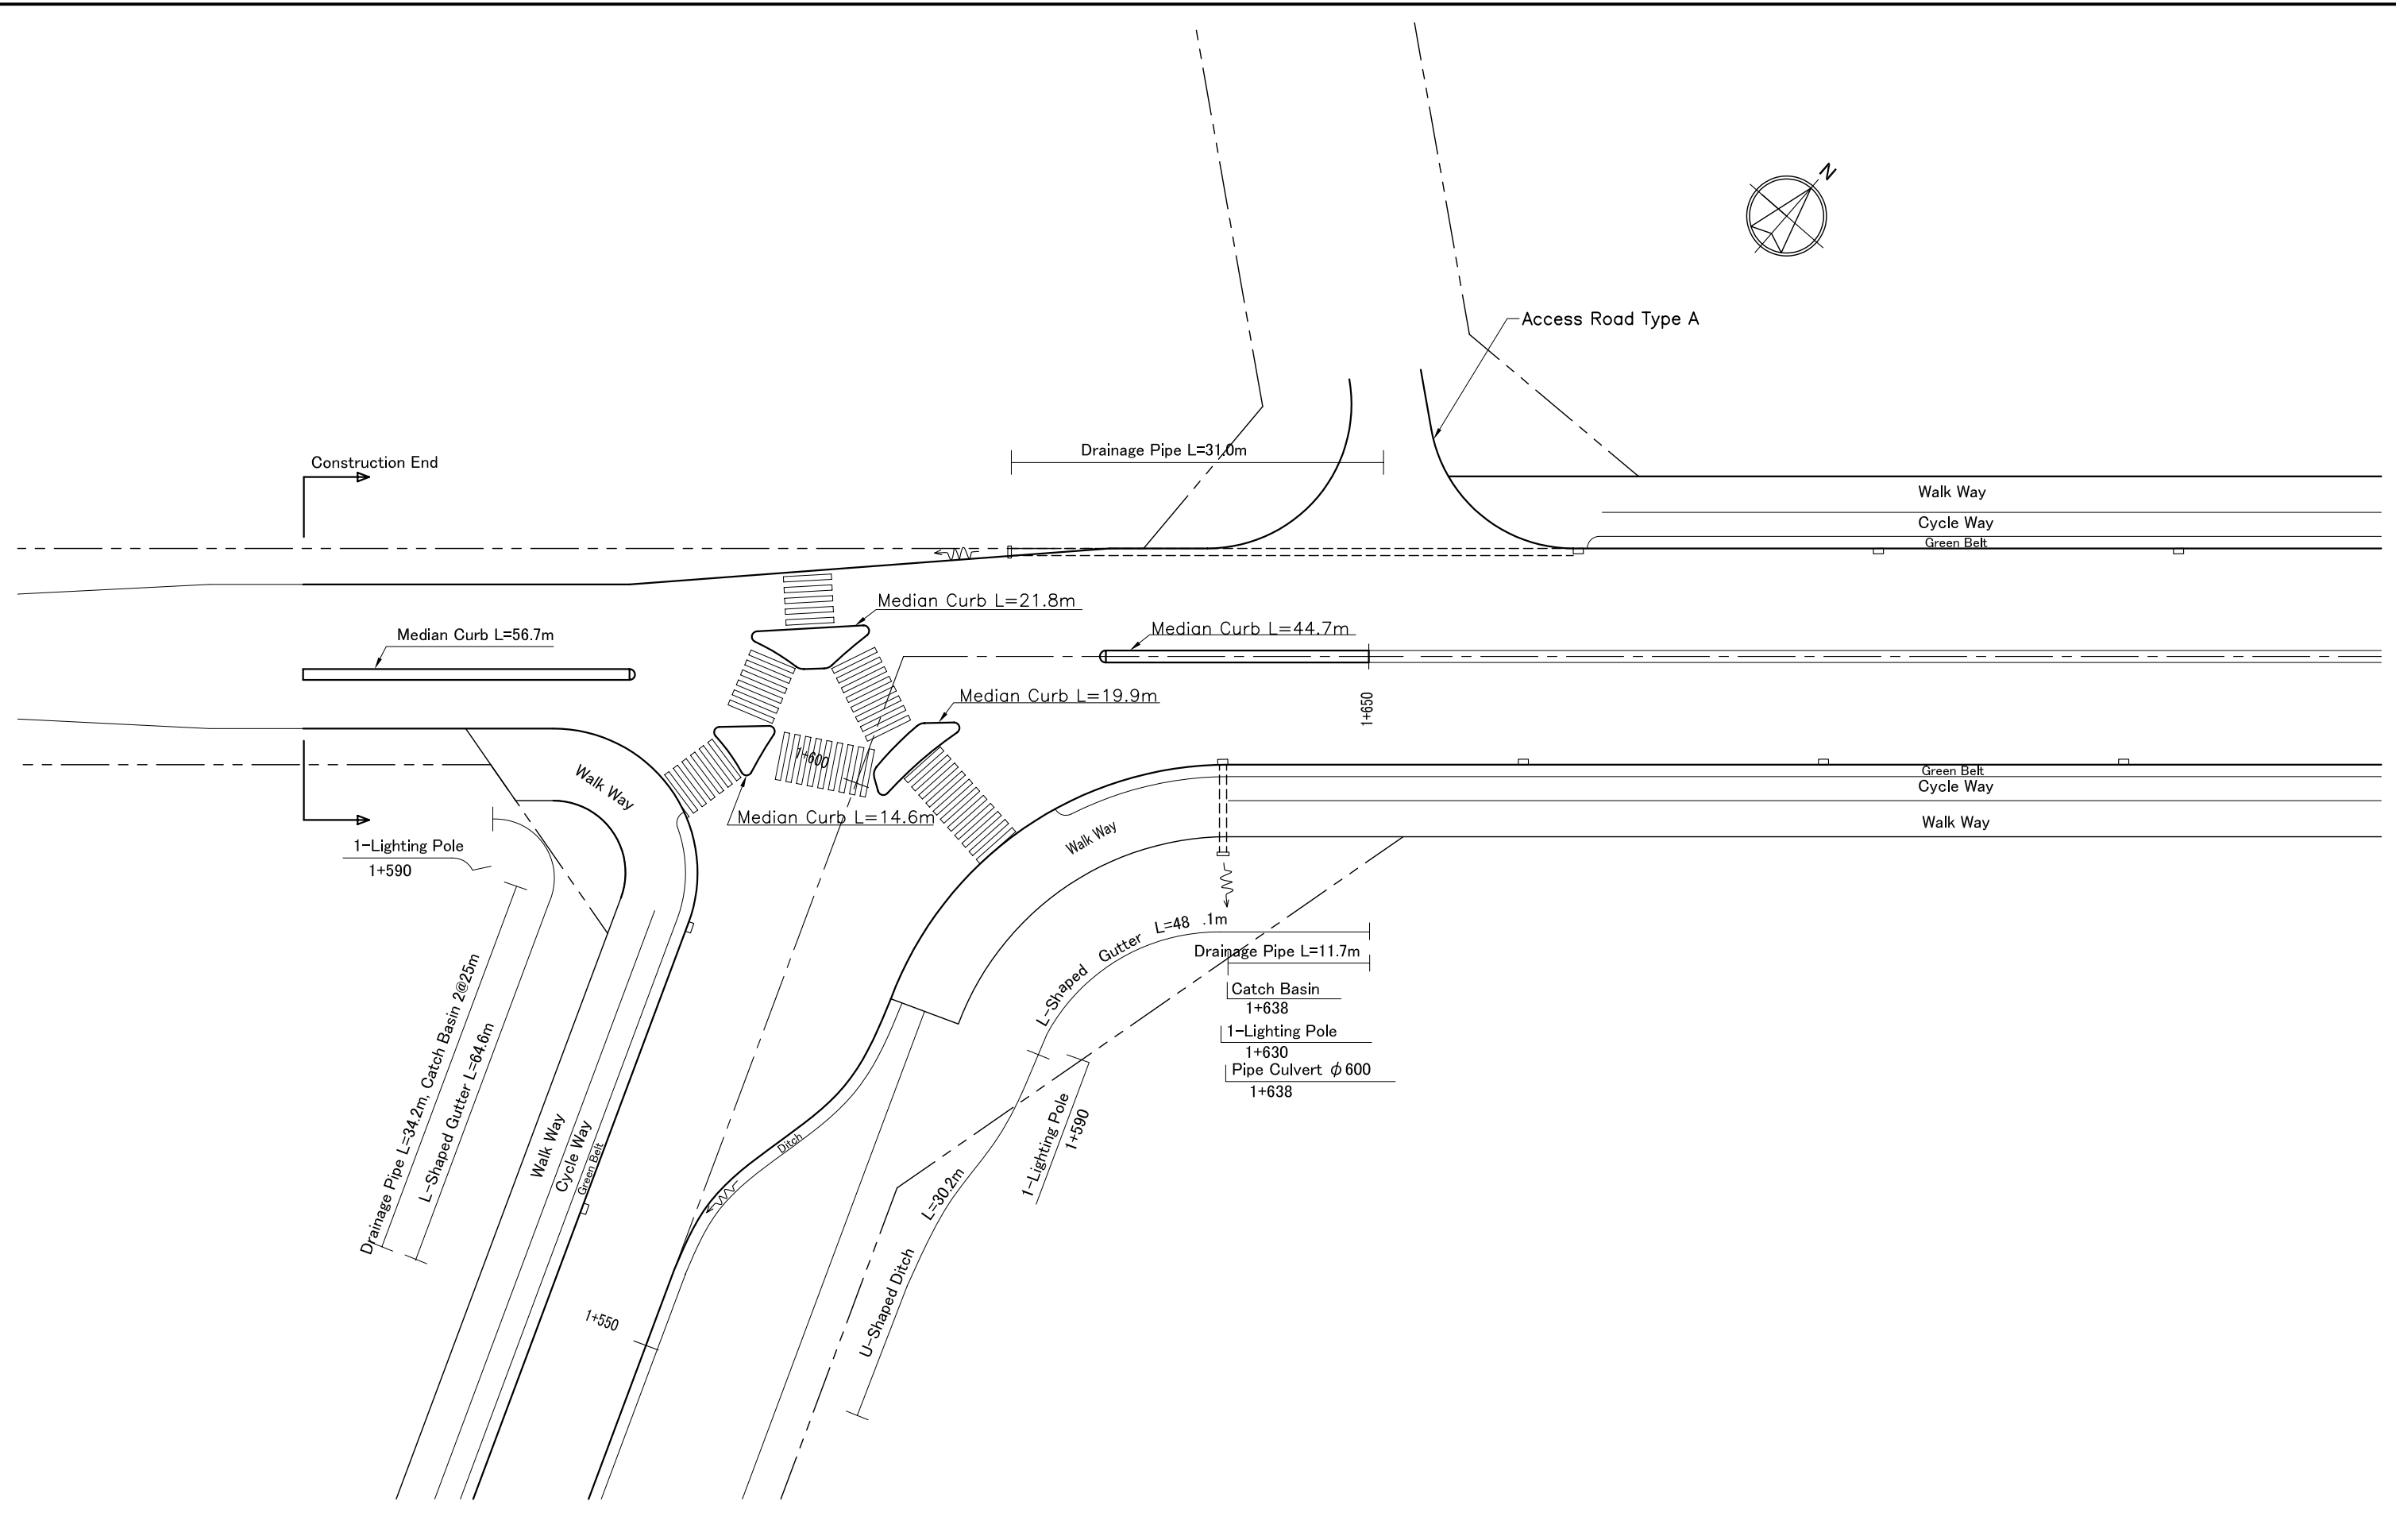 N
Access Road Type A
Drainage Pipe L=31.0m
Construction End
Walk Way
Cycle Way
Green Belt
Median Curb L=21.8m
Median Curb L=56.7m
Median Curb L=44.7m
Median Curb L=19.9m
1+650
1+600
Walk Way
Median Curb L=14.6m
Green Belt
Cycle Way
Walk Way
Walk Way
1-Lighting Pole
1+590
L-Shaped Gutter L=48 .1m
Drainage Pipe L=11.7m
Catch Basin
1+638
1-Lighting Pole
1+630
Pipe Culvert φ600
1+638
Drainage Pipe L=34.2m, Catch Basin 2@25m
L-Shaped Gutter L=64.6m
Walk Way
Cycle Way
Green Belt
Ditch
1-Lighting Pole
1+590
U-Shaped Ditch L=30.2m
1+550